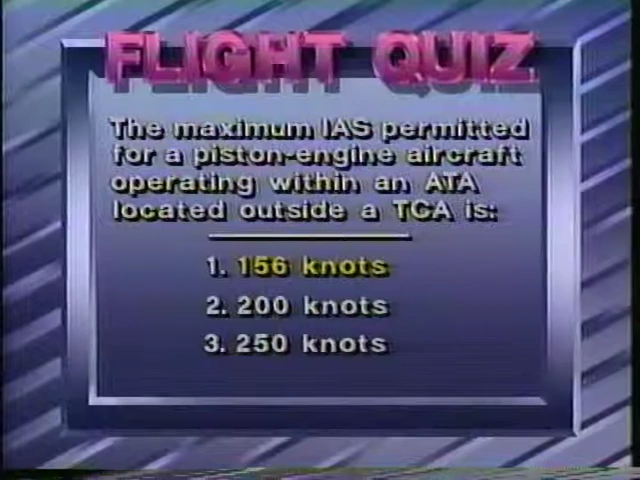 FLIGHT QUIZ
The maximum IAS permitted
for a piston-engine aircraft
operating within an ATA
located outside a TCA is:
1. 156 knots
2. 200 knots
3. 250 knots